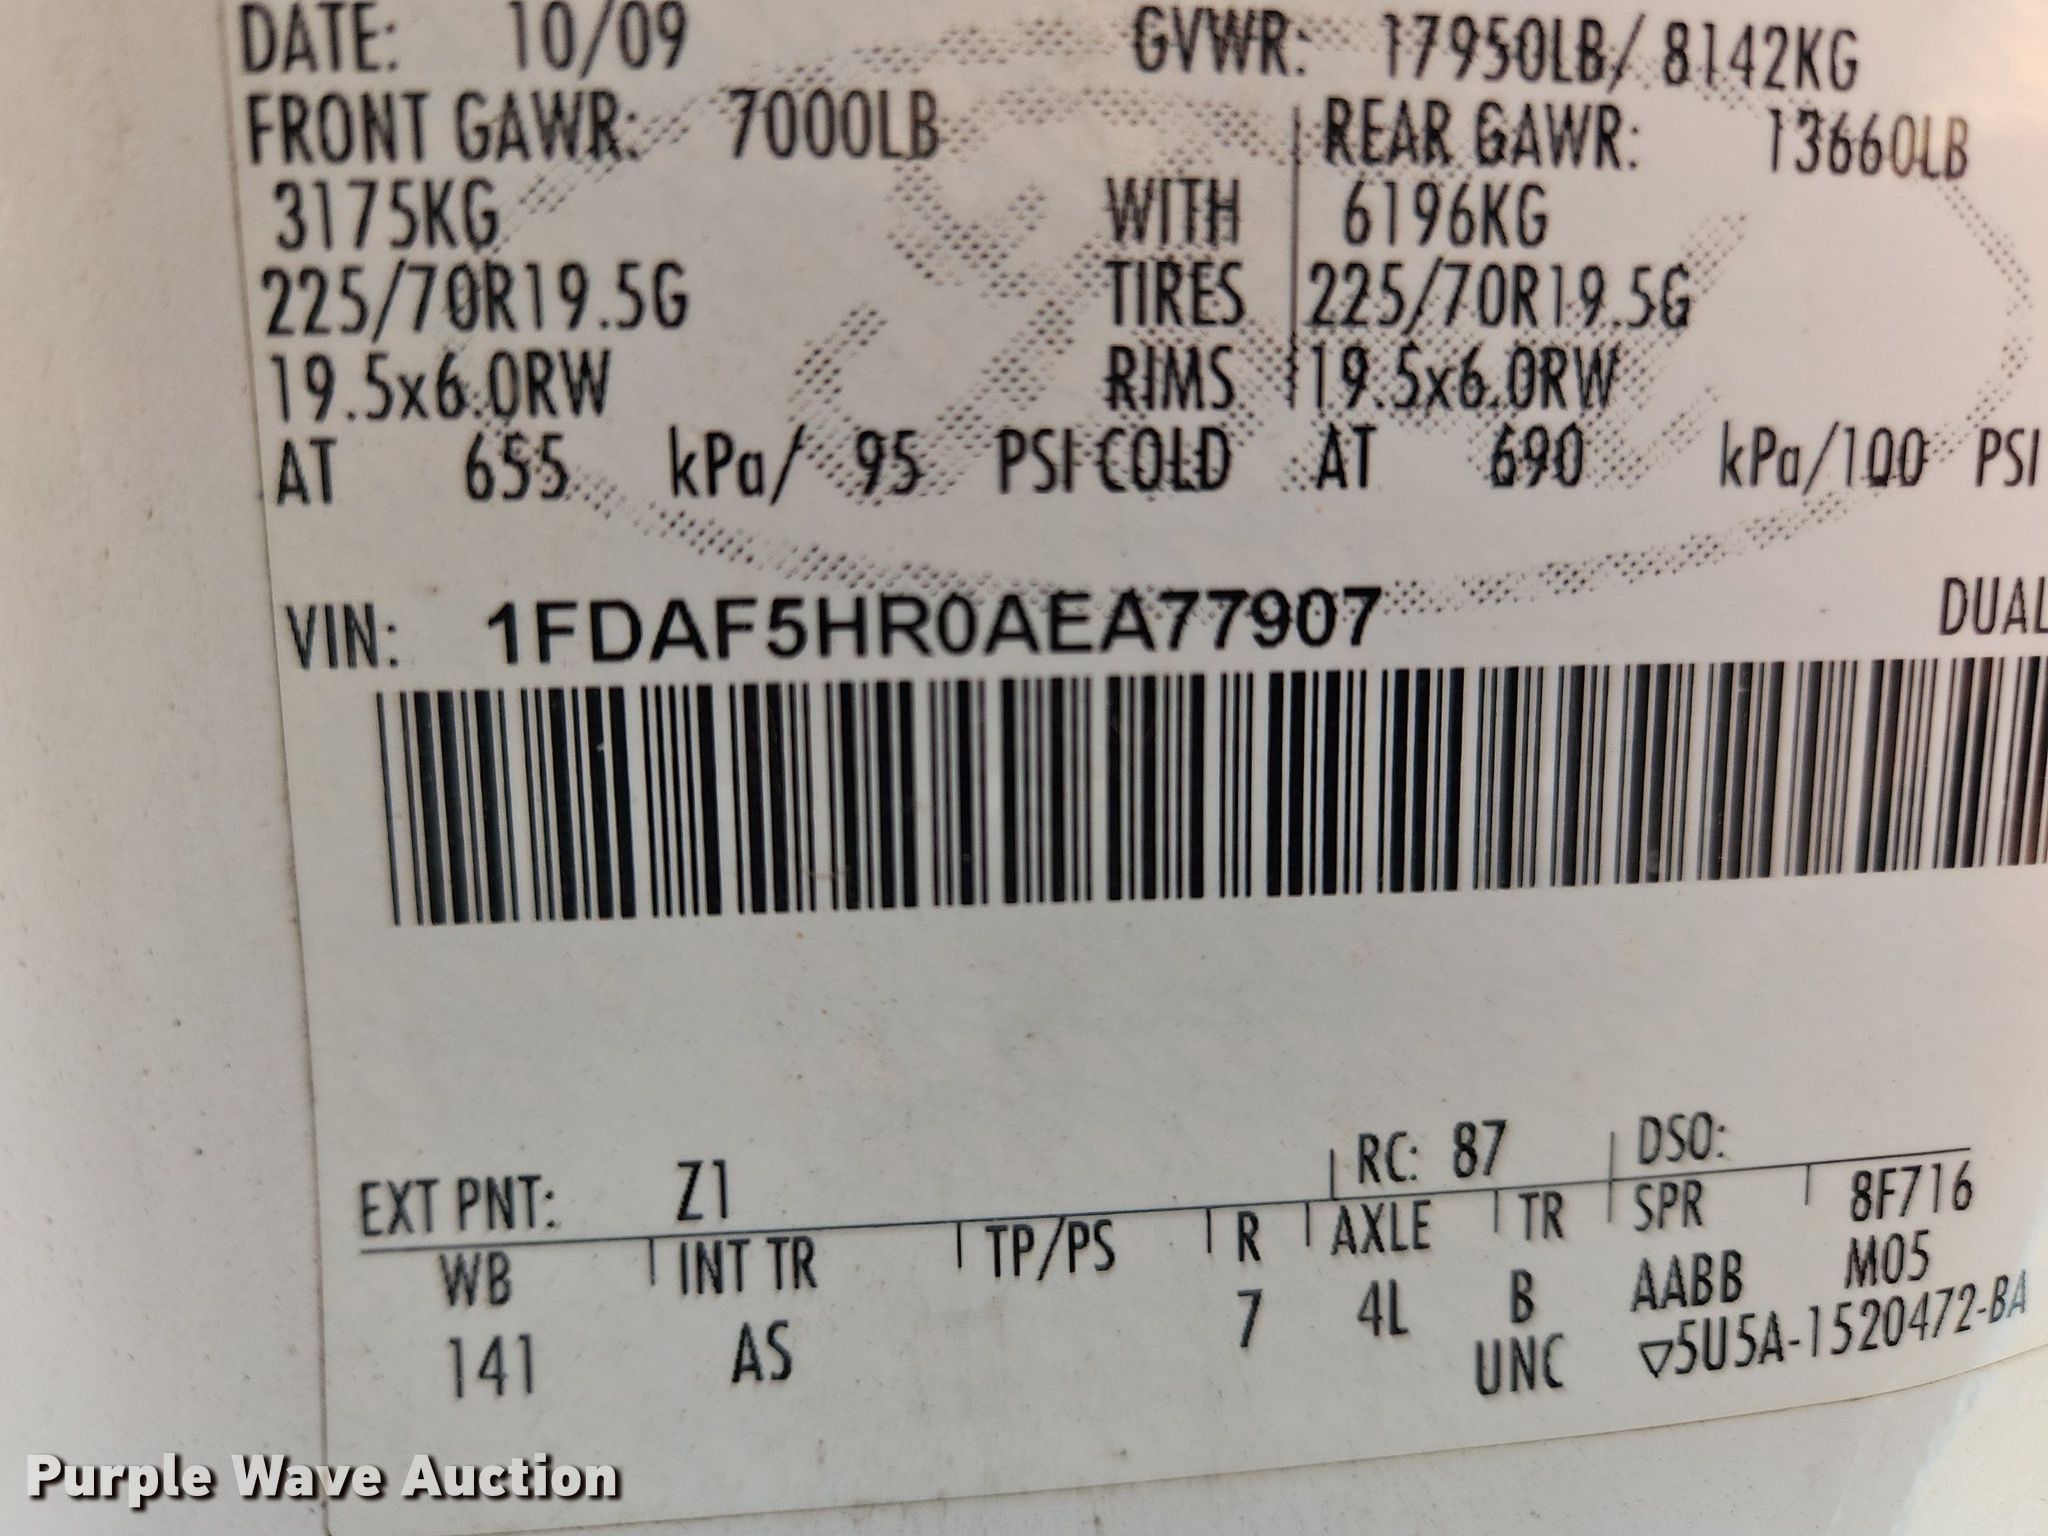 DATE: 10/09 GVWR: 17950LB/ 8142KG
FRONT GAWR: 7000LB REAR GAWR: 13660LB
3175KG WITH 6196KG
225/70R19.5G TIRES 225/70R19.5G
19.5x6.0RW RIMS 19.5x6.0RW
AT 655 kPa/ 95 PSI COLD AT 690 kPa/100 PSI
VIN: 1FDAF5HR0AEA77907 DUAL
EXT PNT: Z1 RC: 87 DSO:
WB INT TR TP/PS R AXLE TR SPR 8F716
141 AS 7 4L B AABB M05
UNC ▽5U5A-1520472-BA
Purple Wave Auction